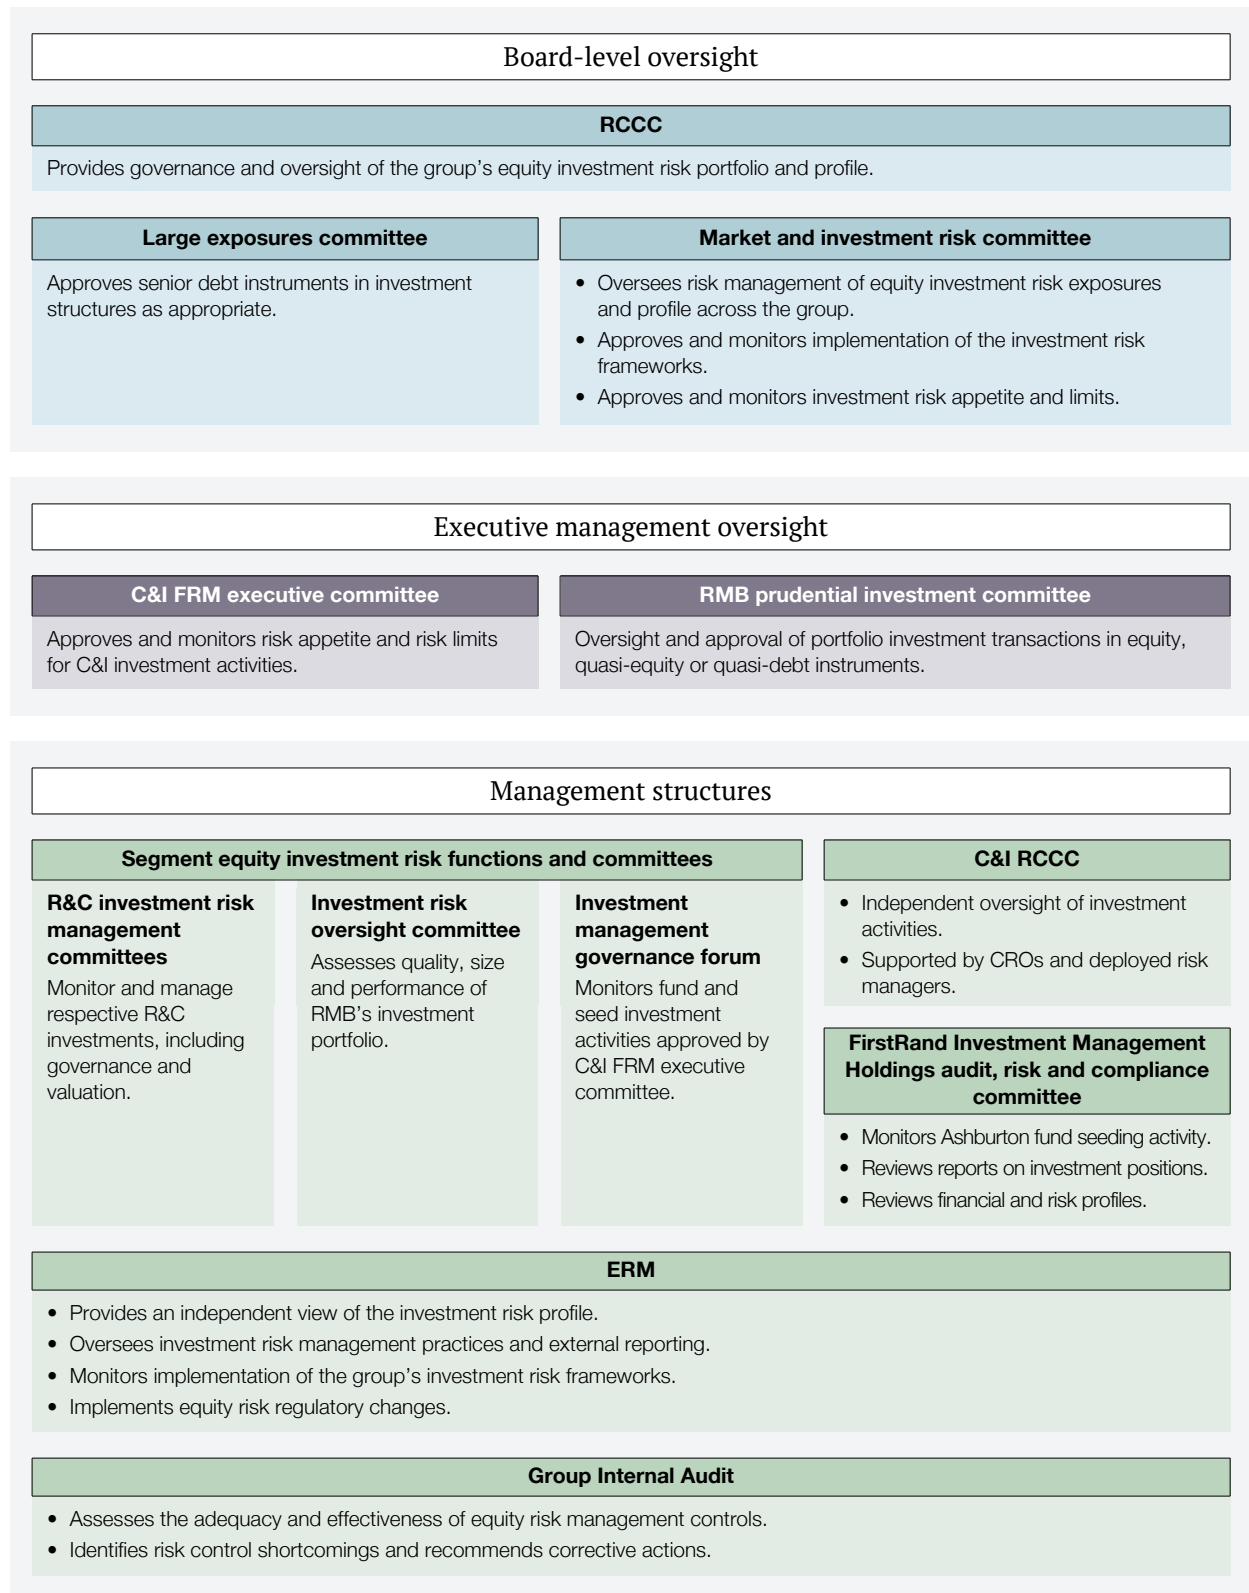 Board-level oversight
RCCC
Provides governance and oversight of the group’s equity investment risk portfolio and profile.
Large exposures committee
Approves senior debt instruments in investment
structures as appropriate.
Market and investment risk committee
• Oversees risk management of equity investment risk exposures
and profile across the group.
• Approves and monitors implementation of the investment risk
frameworks.
• Approves and monitors investment risk appetite and limits.
Executive management oversight
C&I FRM executive committee
Approves and monitors risk appetite and risk limits
for C&I investment activities.
RMB prudential investment committee
Oversight and approval of portfolio investment transactions in equity,
quasi-equity or quasi-debt instruments.
Management structures
Segment equity investment risk functions and committees
R&C investment risk
management
committees
Monitor and manage
respective R&C
investments, including
governance and
valuation.
Investment risk
oversight committee
Assesses quality, size
and performance of
RMB’s investment
portfolio.
Investment
management
governance forum
Monitors fund and
seed investment
activities approved by
C&I FRM executive
committee.
C&I RCCC
• Independent oversight of investment
activities.
• Supported by CROs and deployed risk
managers.
FirstRand Investment Management
Holdings audit, risk and compliance
committee
• Monitors Ashburton fund seeding activity.
• Reviews reports on investment positions.
• Reviews financial and risk profiles.
ERM
• Provides an independent view of the investment risk profile.
• Oversees investment risk management practices and external reporting.
• Monitors implementation of the group’s investment risk frameworks.
• Implements equity risk regulatory changes.
Group Internal Audit
• Assesses the adequacy and effectiveness of equity risk management controls.
• Identifies risk control shortcomings and recommends corrective actions.